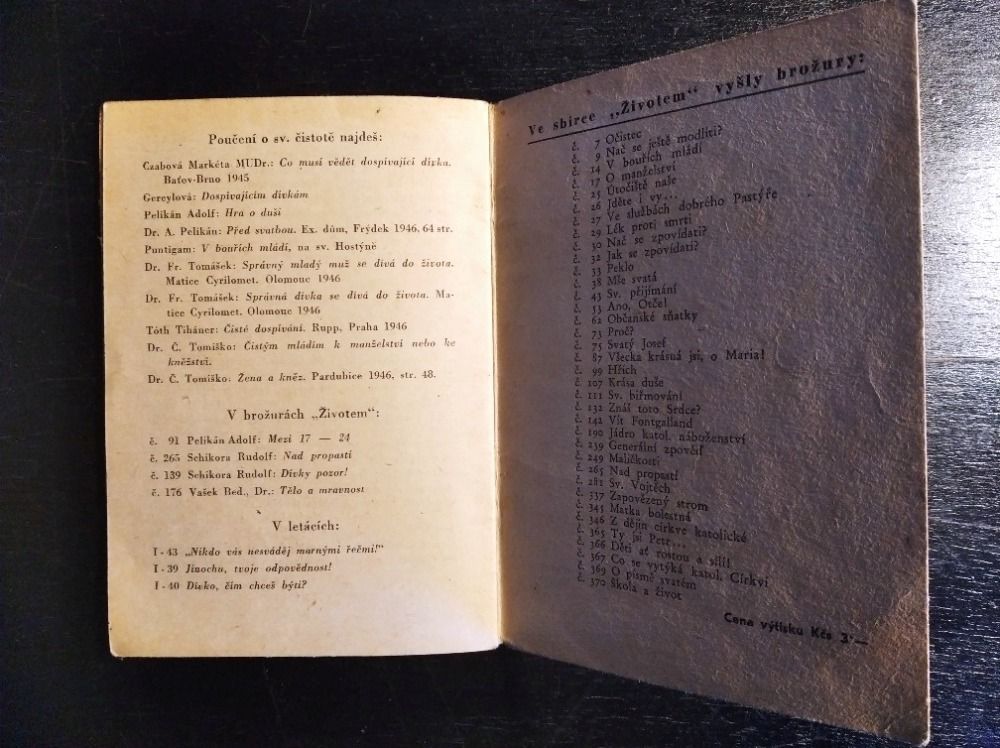 Poučení o sv. čistotě najdeš:
Czabová Markéta MUDr.: Co musí vědět dospívající dívka.
Baťov-Brno 1945
Gereylová: Dospívajícím dívkám
Pelikán Adolf: Hra o duši
Dr. A. Pelikán: Před svatbou. Ex. dům, Frýdek 1946, 64 str.
Puntigam: V bouřích mládí, na sv. Hostýně
Dr. Fr. Tomášek: Správný mladý muž se dívá do života.
Matice Cyrilomet. Olomouc 1946
Dr. Fr. Tomášek: Správná dívka se dívá do života. Ma-
tice Cyrilomet. Olomouc 1946
Tóth Tihámér: Čisté dospívání. Rupp, Praha 1946
Dr. Č. Tomiško: Čistým mládím k manželství nebo ke
kněžství.
Dr. Č. Tomiško: Žena a kněz. Pardubice 1946, str. 48.
V brožurách „Životem“:
č. 91 Pelikán Adolf: Mezi 17 — 24
č. 265 Schikora Rudolf: Nad propastí
č. 139 Schikora Rudolf: Dívky pozor!
č. 176 Vašek Bed., Dr.: Tělo a mravnost
V letácích:
I - 43 „Nikdo vás nesváděj marnými řečmi!“
I - 39 Jinochu, tvoje odpovědnost!
I - 40 Dívko, čím chceš býti?
Ve sbírce „Životem“ vyšly brožury:
č. 7 Očistec
č. 9 Nač se ještě modliti?
č. 14 V bouřích mládí
č. 17 O manželství
č. 25 Útočiště naše
č. 26 Jděte i vy...
č. 27 Ve službách dobrého Pastýře
č. 29 Lék proti smrti
č. 30 Nač se zpovídati?
č. 32 Jak se zpovídati?
č. 33 Peklo
č. 38 Mše svatá
č. 43 Sv. přijímání
č. 53 Ano, Otče!
č. 62 Občanské sňatky
č. 73 Proč?
č. 75 Svatý Josef
č. 87 Všecka krásná jsi, o Maria!
č. 99 Hřích
č. 107 Krása duše
č. 111 Sv. biřmování
č. 132 Znáš toto Srdce?
č. 142 Vít Fontgalland
č. 190 Jádro katol. náboženství
č. 239 Generální zpověď
č. 249 Maličkosti
č. 265 Nad propastí
č. 281 Sv. Vojtěch
č. 337 Zapovězený strom
č. 345 Matka bolestná
č. 346 Z dějin církve katolické
č. 365 Ty jsi Petr...
č. 366 Děti ať rostou a sílí!
č. 367 Co se vytýká katol. Církvi
č. 369 O písmě svatém
č. 370 Škola a život
Cena výtisku Kčs 3·—